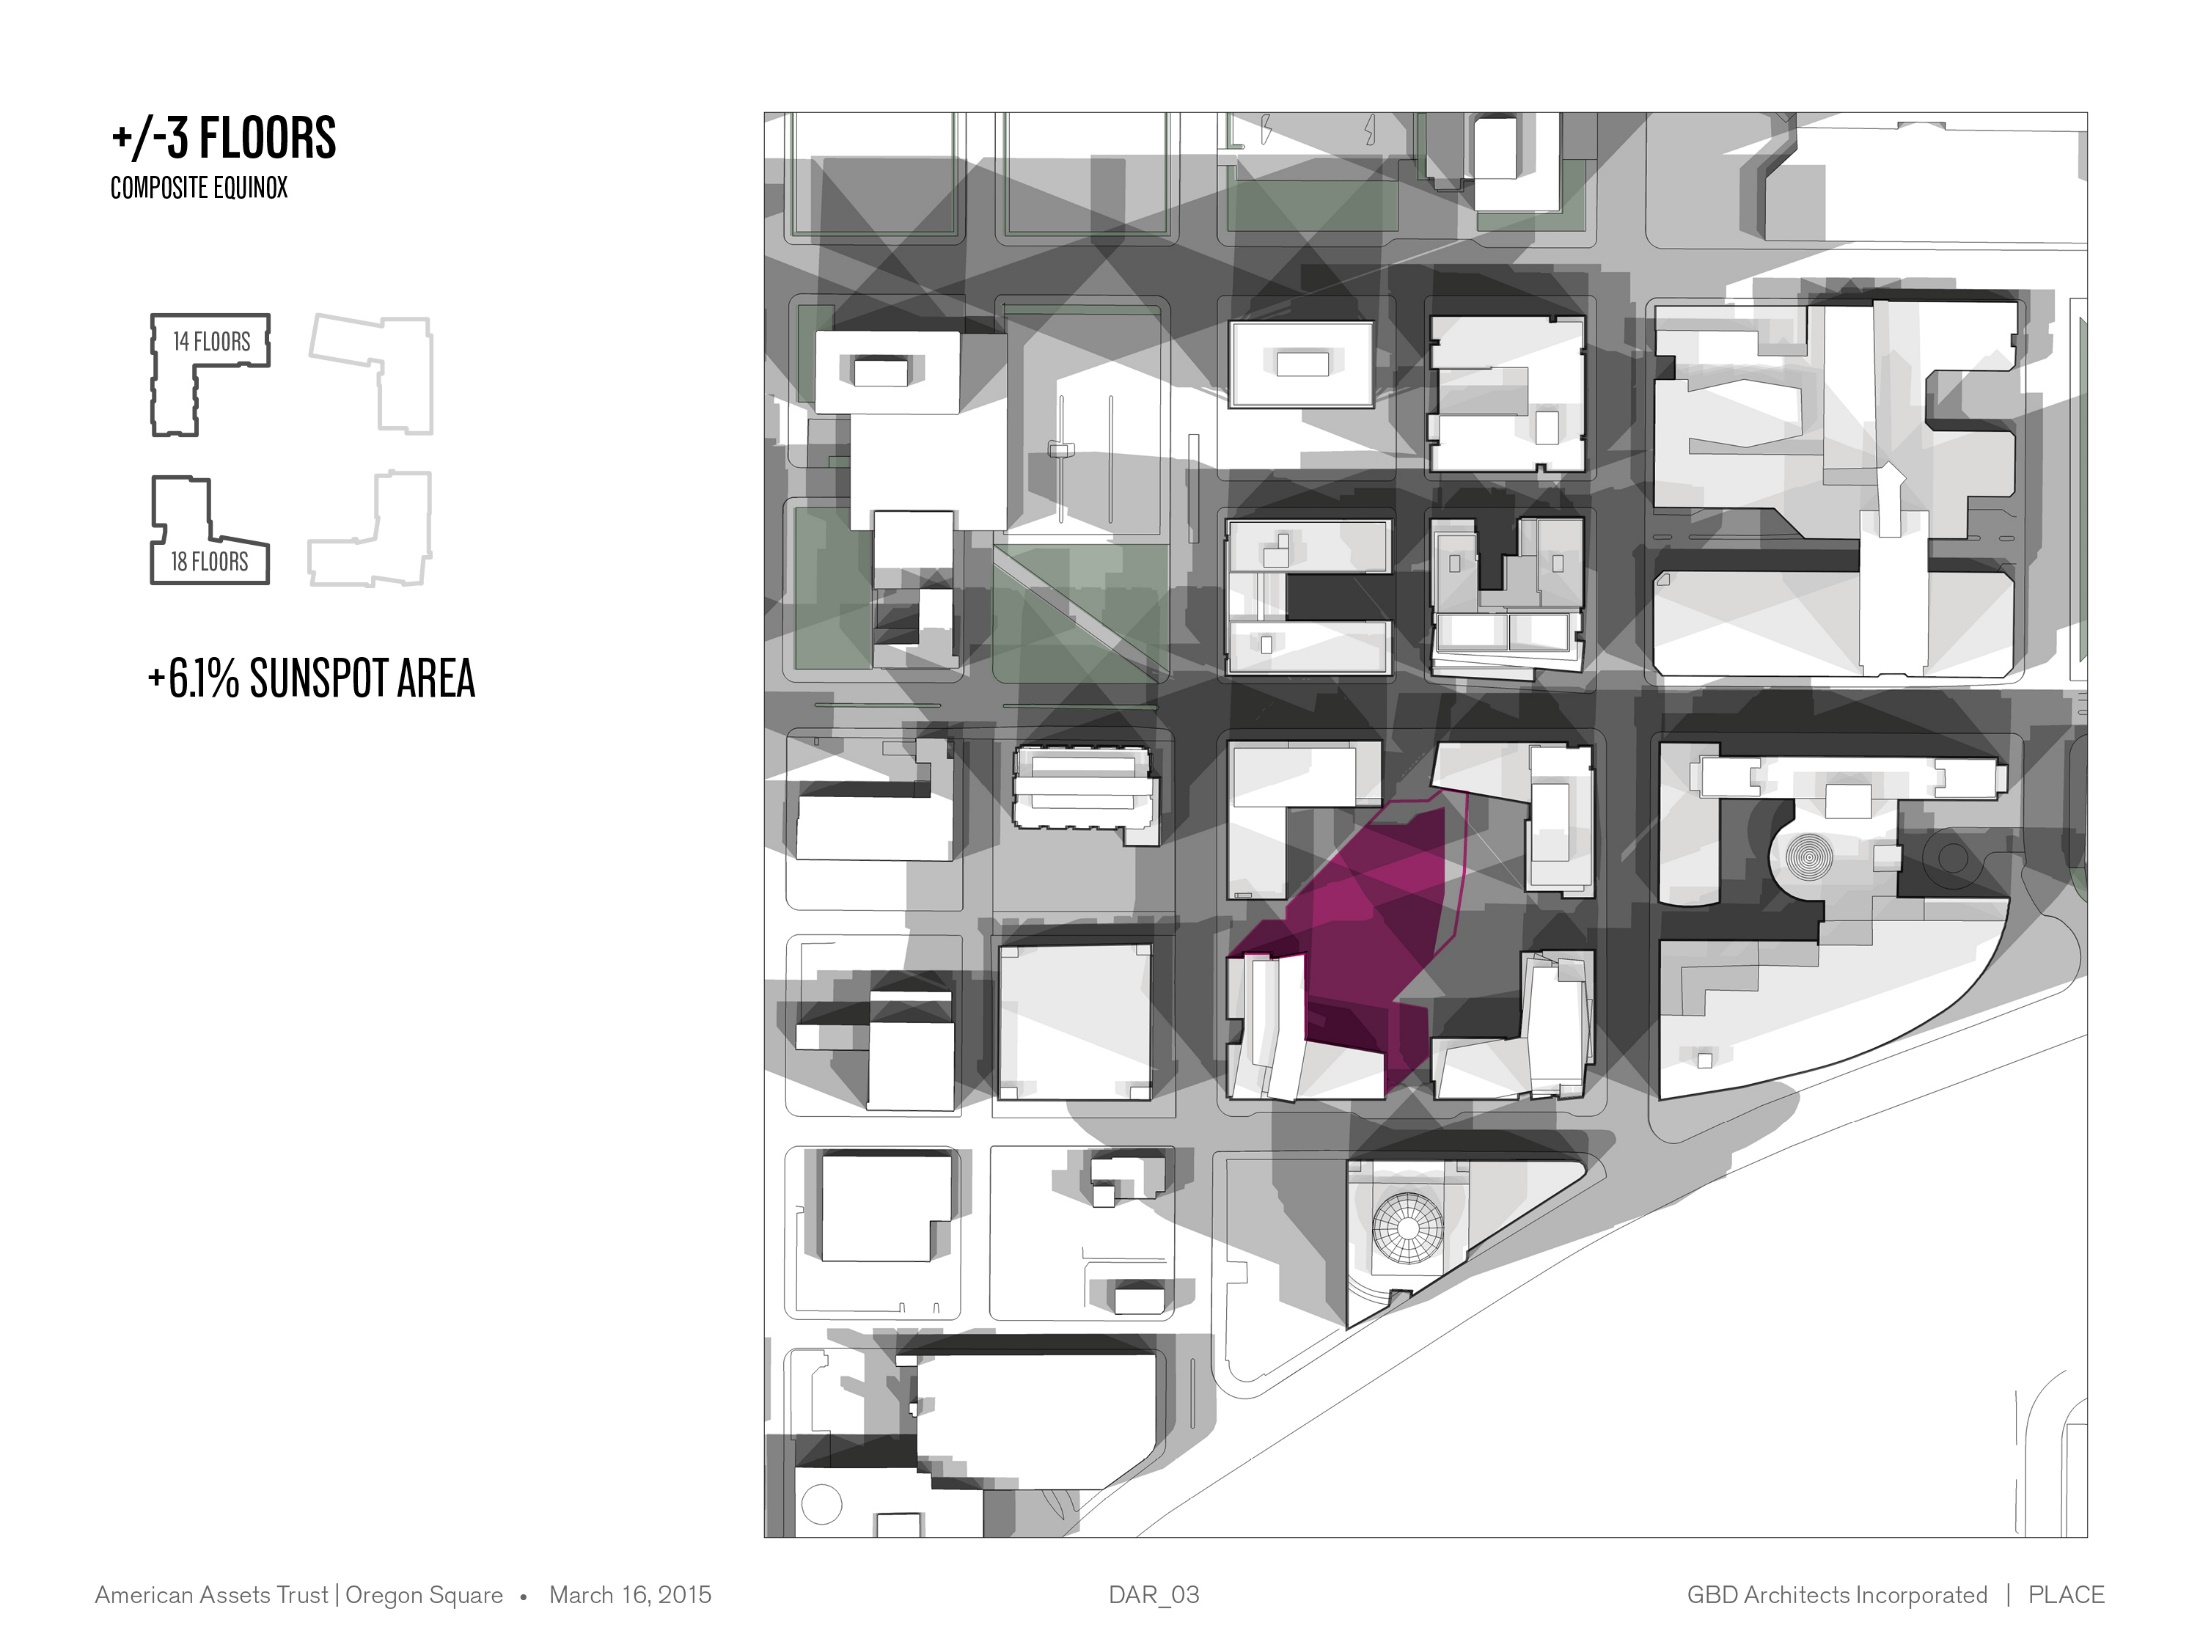 +/-3 FLOORS
COMPOSITE EQUINOX
14 FLOORS
18 FLOORS
+6.1% SUNSPOT AREA
American Assets Trust | Oregon Square • March 16, 2015
DAR_03
GBD Architects Incorporated | PLACE